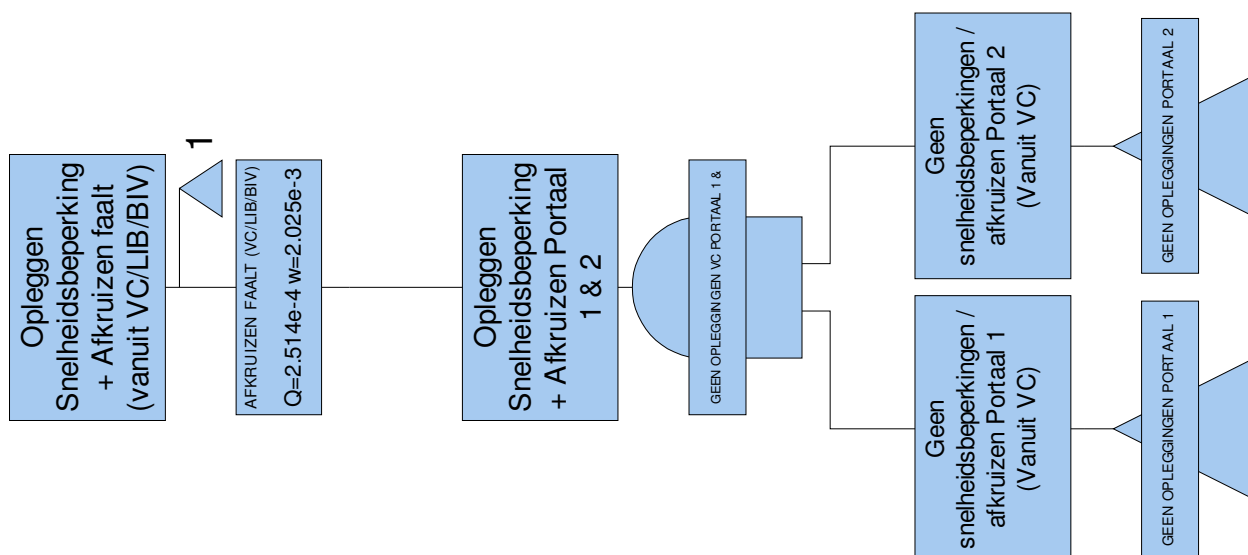 Opleggen
Snelheidsbeperking
+ Afkruizen faalt
(vanuit VC/LIB/BIV)
1
AFKRUIZEN FAALT (VC/LIB/BIV)
Q=2.514e-4 w=2.025e-3
Opleggen
Snelheidsbeperking
+ Afkruizen Portaal
1 & 2
GEEN OPLEGGINGEN VC PORTAAL 1 &
Geen
snelheidsbeperkingen /
afkruizen Portaal 1
(Vanuit VC)
GEEN OPLEGGINGEN PORTAAL 1
Geen
snelheidsbeperkingen /
afkruizen Portaal 2
(Vanuit VC)
GEEN OPLEGGINGEN PORTAAL 2